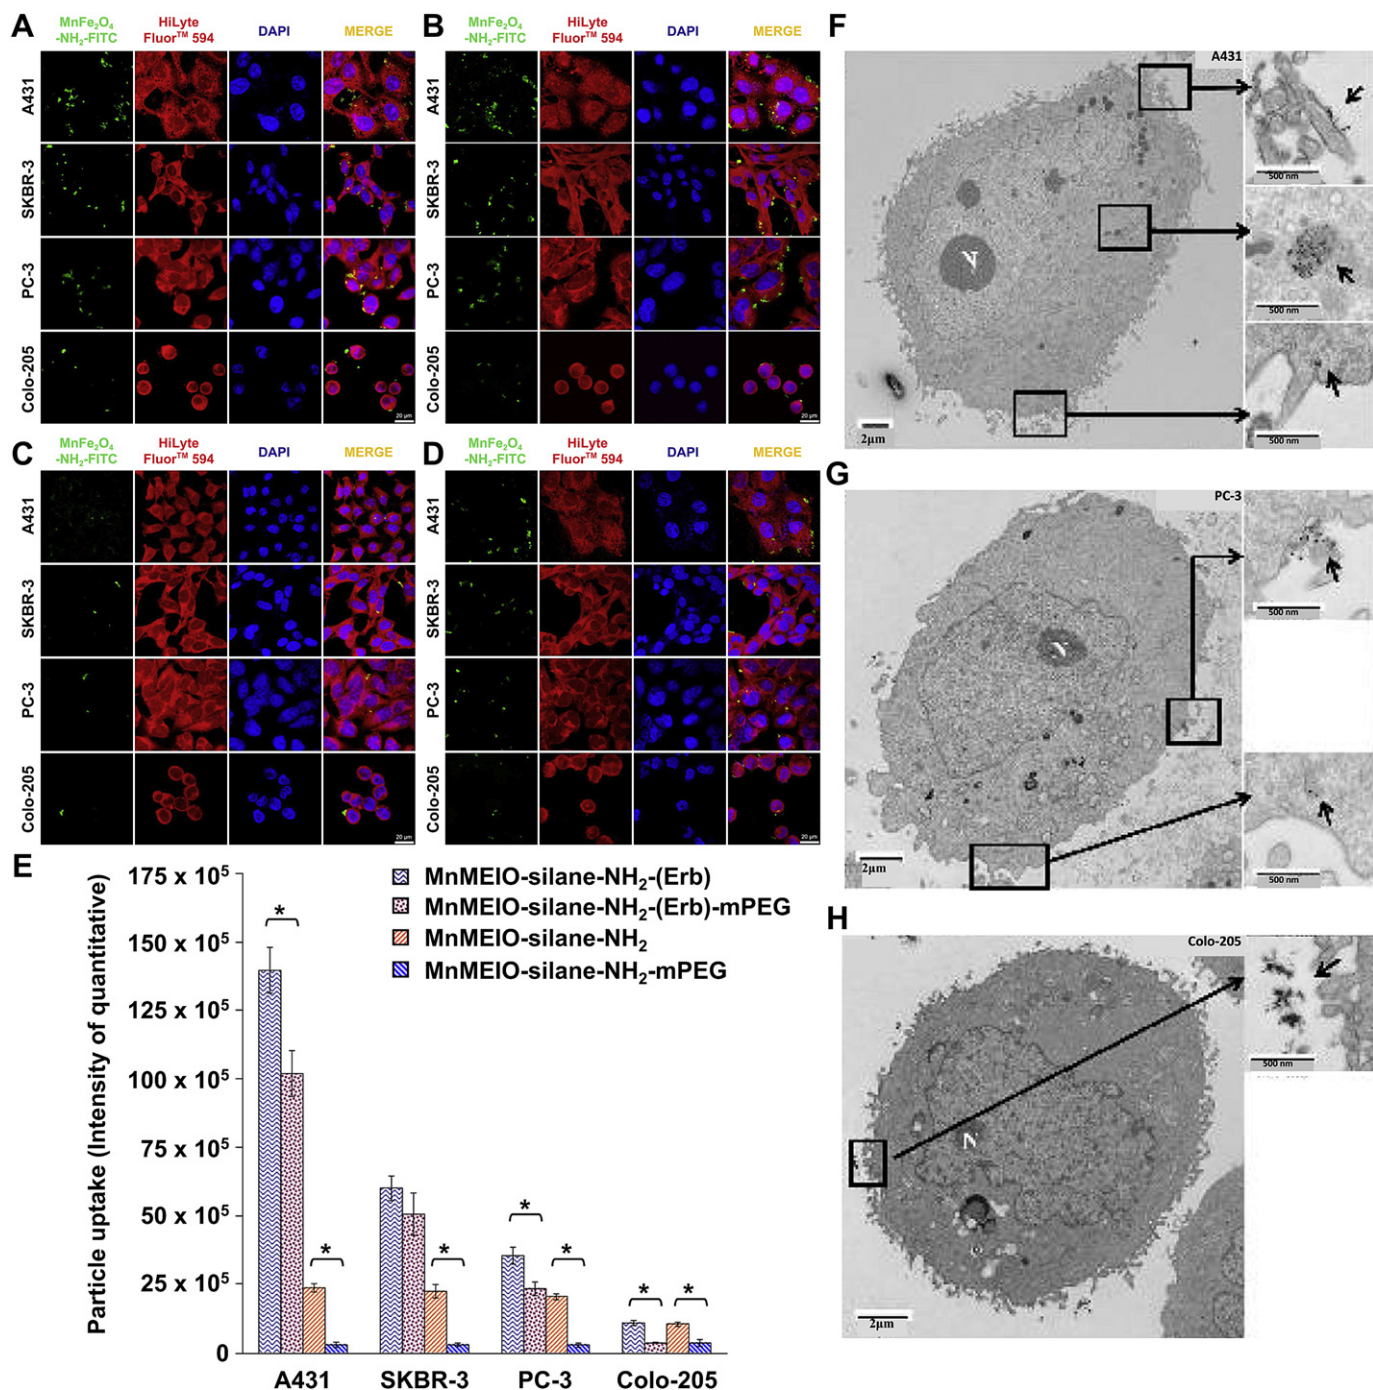 A
MnFe₂O₄ -NH₂-FITC
HiLyte Fluor™ 594
DAPI
MERGE
A431
SKBR-3
PC-3
Colo-205
20 µm
B
MnFe₂O₄ -NH₂-FITC
HiLyte Fluor™ 594
DAPI
MERGE
A431
SKBR-3
PC-3
Colo-205
20 µm
C
MnFe₂O₄ -NH₂-FITC
HiLyte Fluor™ 594
DAPI
MERGE
A431
SKBR-3
PC-3
Colo-205
20 µm
D
MnFe₂O₄ -NH₂-FITC
HiLyte Fluor™ 594
DAPI
MERGE
A431
SKBR-3
PC-3
Colo-205
20 µm
E
Particle uptake (Intensity of quantitative)
175 x 10⁵
150 x 10⁵
125 x 10⁵
100 x 10⁵
75 x 10⁵
50 x 10⁵
25 x 10⁵
0
MnMEIO-silane-NH₂-(Erb)
MnMEIO-silane-NH₂-(Erb)-mPEG
MnMEIO-silane-NH₂
MnMEIO-silane-NH₂-mPEG
* * * * * * *
A431 SKBR-3 PC-3 Colo-205
F
A431
N
2µm
500 nm
500 nm
500 nm
G
PC-3
N
2µm
500 nm
500 nm
H
Colo-205
N
2µm
500 nm